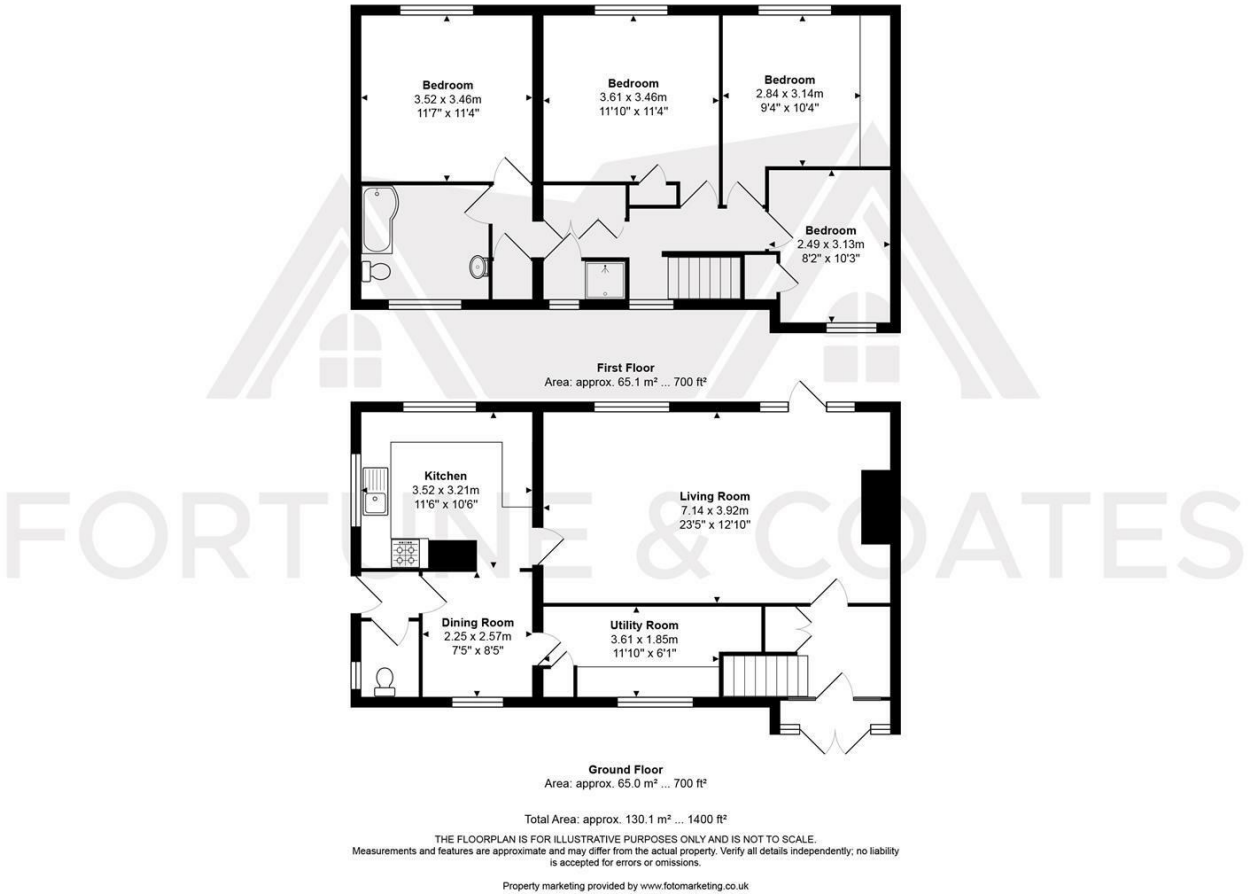 Bedroom
3.52 x 3.46m
11'7" x 11'4"
Bedroom
3.61 x 3.46m
11'10" x 11'4"
Bedroom
2.84 x 3.14m
9'4" x 10'4"
Bedroom
2.49 x 3.13m
8'2" x 10'3"
First Floor
Area: approx. 65.1 m² ... 700 ft²
FORTUNE & COATES
Kitchen
3.52 x 3.21m
11'6" x 10'6"
Living Room
7.14 x 3.92m
23'5" x 12'10"
Dining Room
2.25 x 2.57m
7'5" x 8'5"
Utility Room
3.61 x 1.85m
11'10" x 6'1"
Ground Floor
Area: approx. 65.0 m² ... 700 ft²
Total Area: approx. 130.1 m² ... 1400 ft²
THE FLOORPLAN IS FOR ILLUSTRATIVE PURPOSES ONLY AND IS NOT TO SCALE.
Measurements and features are approximate and may differ from the actual property. Verify all details independently; no liability
is accepted for errors or omissions.
Property marketing provided by www.fotomarketing.co.uk